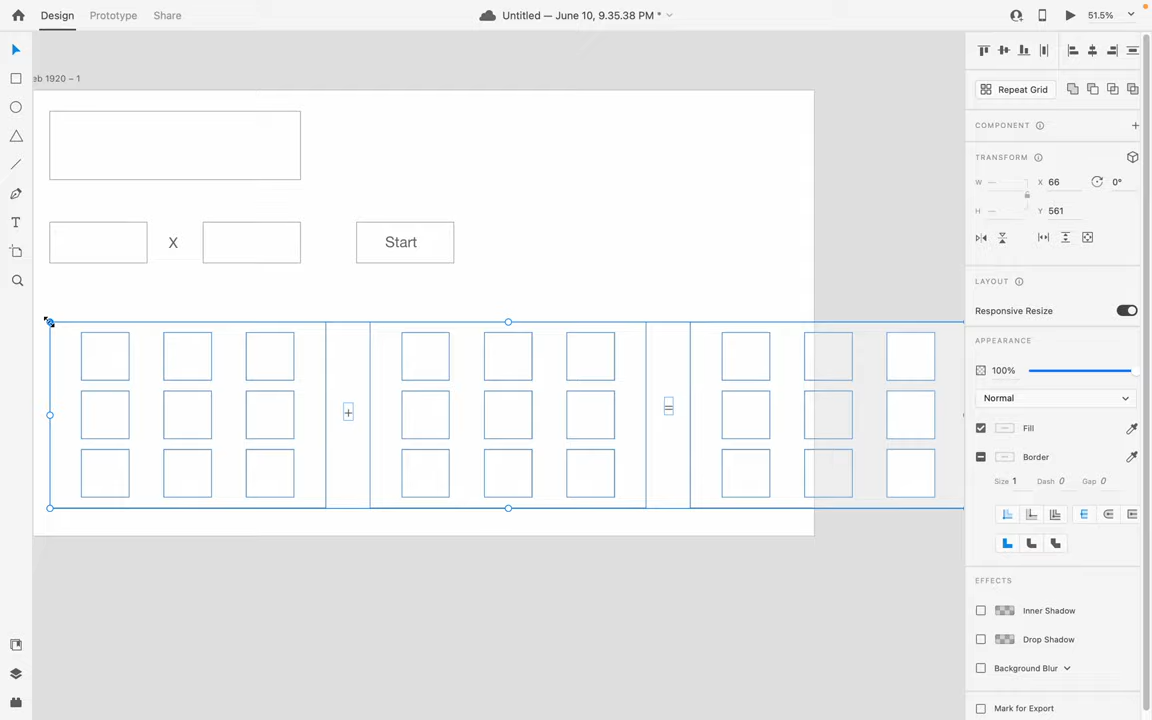 Design
Prototype
Share
Untitled — June 10, 9.35.38 PM *
51.5%
eb 1920 – 1
X
Start
+
=
Repeat Grid
COMPONENT
TRANSFORM
W
X 66
0°
H
Y 561
LAYOUT
Responsive Resize
APPEARANCE
100%
Normal
Fill
Border
Size 1 Dash 0 Gap 0
EFFECTS
Inner Shadow
Drop Shadow
Background Blur
Mark for Export